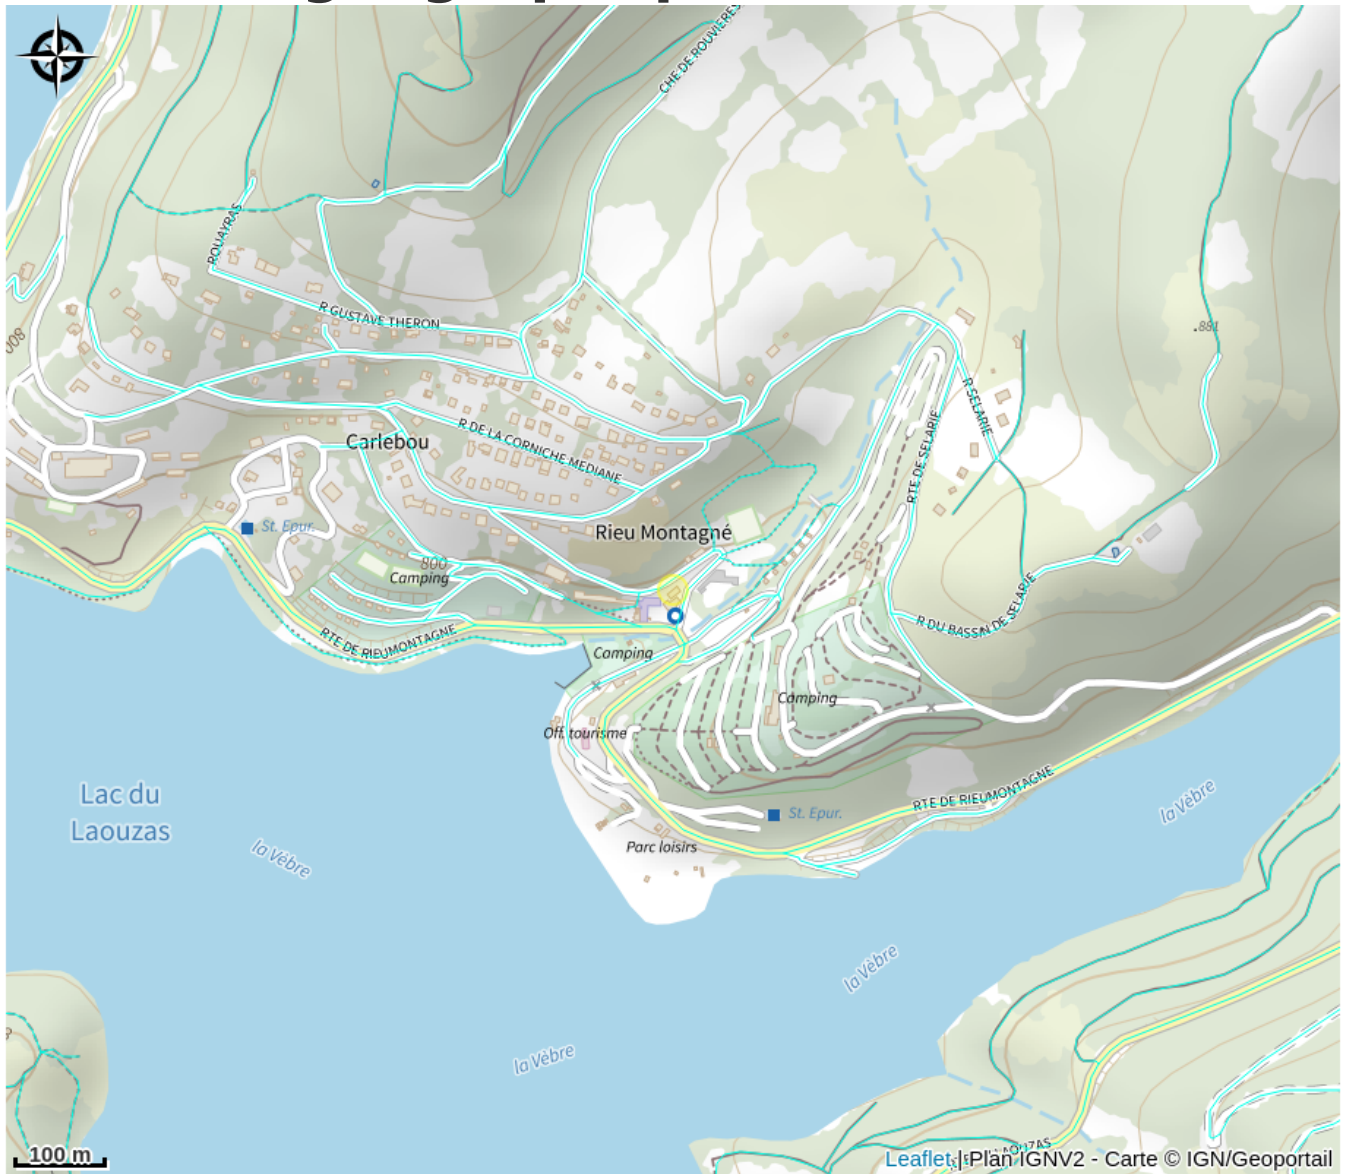 CHE DE ROUVIERES
ROUAYRAS
R GUSTAVE THERON
.881
800
R SELARIE
Carlebou
R DE LA CORNICHE MEDIANE
RTE DE SELARIE
St. Epur.
Rieu Montagné
800
Camping
R DU BASSIN DE SELARIE
RTE DE RIEUMONTAGNE
Camping
Camping
Off. tourisme
RTE DE RIEUMONTAGNE
Lac du
Laouzas
la Vèbre
St. Epur.
la Vèbre
Parc loisirs
la Vèbre
la Vèbre
LAOUZAS
100 m
Leaflet | Plan IGNV2 - Carte © IGN/Geoportail